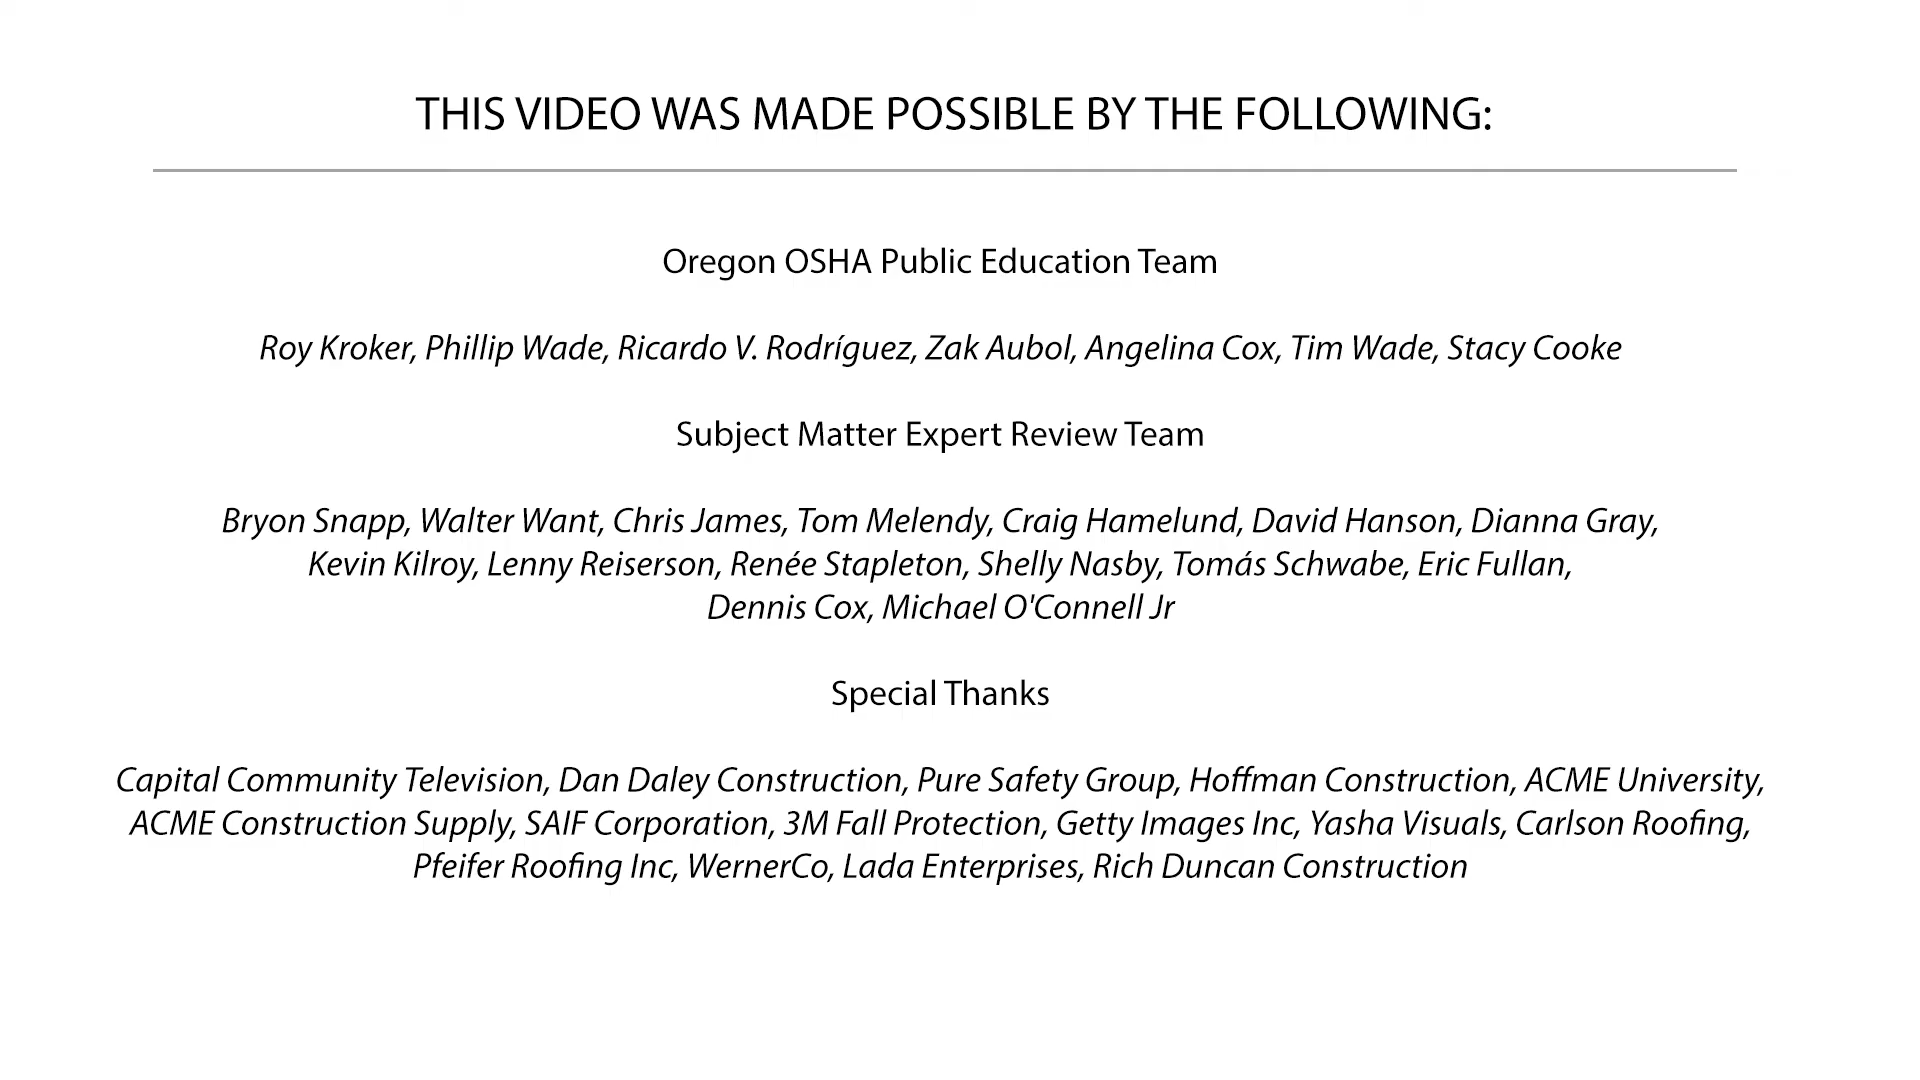 THIS VIDEO WAS MADE POSSIBLE BY THE FOLLOWING:
Oregon OSHA Public Education Team
Roy Kroker, Phillip Wade, Ricardo V. Rodríguez, Zak Aubol, Angelina Cox, Tim Wade, Stacy Cooke
Subject Matter Expert Review Team
Bryon Snapp, Walter Want, Chris James, Tom Melendy, Craig Hamelund, David Hanson, Dianna Gray,
Kevin Kilroy, Lenny Reiserson, Renée Stapleton, Shelly Nasby, Tomás Schwabe, Eric Fullan,
Dennis Cox, Michael O'Connell Jr
Special Thanks
Capital Community Television, Dan Daley Construction, Pure Safety Group, Hoffman Construction, ACME University,
ACME Construction Supply, SAIF Corporation, 3M Fall Protection, Getty Images Inc, Yasha Visuals, Carlson Roofing,
Pfeifer Roofing Inc, WernerCo, Lada Enterprises, Rich Duncan Construction